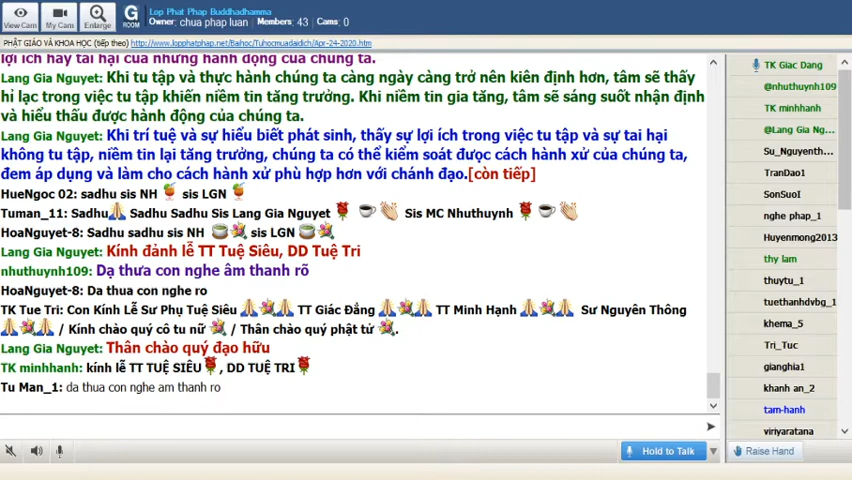 Lop Phat Phap Buddhadhamma
Owner: chua phap luan Members: 43 Cams: 0
View Cam
My Cam
Enlarge
G
ROOM
PHẬT GIÁO VÀ KHOA HỌC (tiếp theo) http://www.lopphatphap.net/Baihoc/Tuhocmuadaidich/Apr-24-2020.htm
lợi ích hay tai hại của những hành động của chúng ta.
Lang Gia Nguyet: Khi tu tập và thực hành chúng ta càng ngày càng trở nên kiên định hơn, tâm sẽ thấy
hỉ lạc trong việc tu tập khiến niềm tin tăng trưởng. Khi niềm tin gia tăng, tâm sẽ sáng suốt nhận định
và hiểu thấu được hành động của chúng ta.
Lang Gia Nguyet: Khi trí tuệ và sự hiểu biết phát sinh, thấy sự lợi ích trong việc tu tập và sự tai hại
không tu tập, niềm tin lại tăng trưởng, chúng ta có thể kiểm soát được cách hành xử của chúng ta,
đem áp dụng và làm cho cách hành xử phù hợp hơn với chánh đạo.[còn tiếp]
HueNgoc 02: sadhu sis NH sis LGN
Tuman_11: Sadhu Sadhu Sadhu Sis Lang Gia Nguyet Sis MC Nhuthuynh
HoaNguyet-8: Sadhu sadhu sis NH sis LGN
Lang Gia Nguyet: Kính đảnh lễ TT Tuệ Siêu, DD Tuệ Tri
nhuthuynh109: Dạ thưa con nghe âm thanh rõ
HoaNguyet-8: Da thua con nghe ro
TK Tue Tri: Con Kính Lễ Sư Phụ Tuệ Siêu TT Giác Đẳng TT Minh Hạnh Sư Nguyên Thông
/ Kính chào quý cô tu nữ / Thân chào quý phật tử .
Lang Gia Nguyet: Thân chào quý đạo hữu
TK minhhanh: kính lễ TT TUỆ SIÊU , DD TUỆ TRI
Tu Man_1: da thua con nghe am thanh ro
Hold to Talk
TK Giac Dang
@nhuthuynh109
TK minhhanh
@Lang Gia Ng...
Su_Nguyenth...
TranDao1
SonSuoI
nghe phap_1
Huyenmong2013
thy lam
thuytu_1
tuethanhdvbg_1
khema_5
Tri_Tuc
gianghia1
khanh an_2
tam-hanh
viriyaratana
Raise Hand